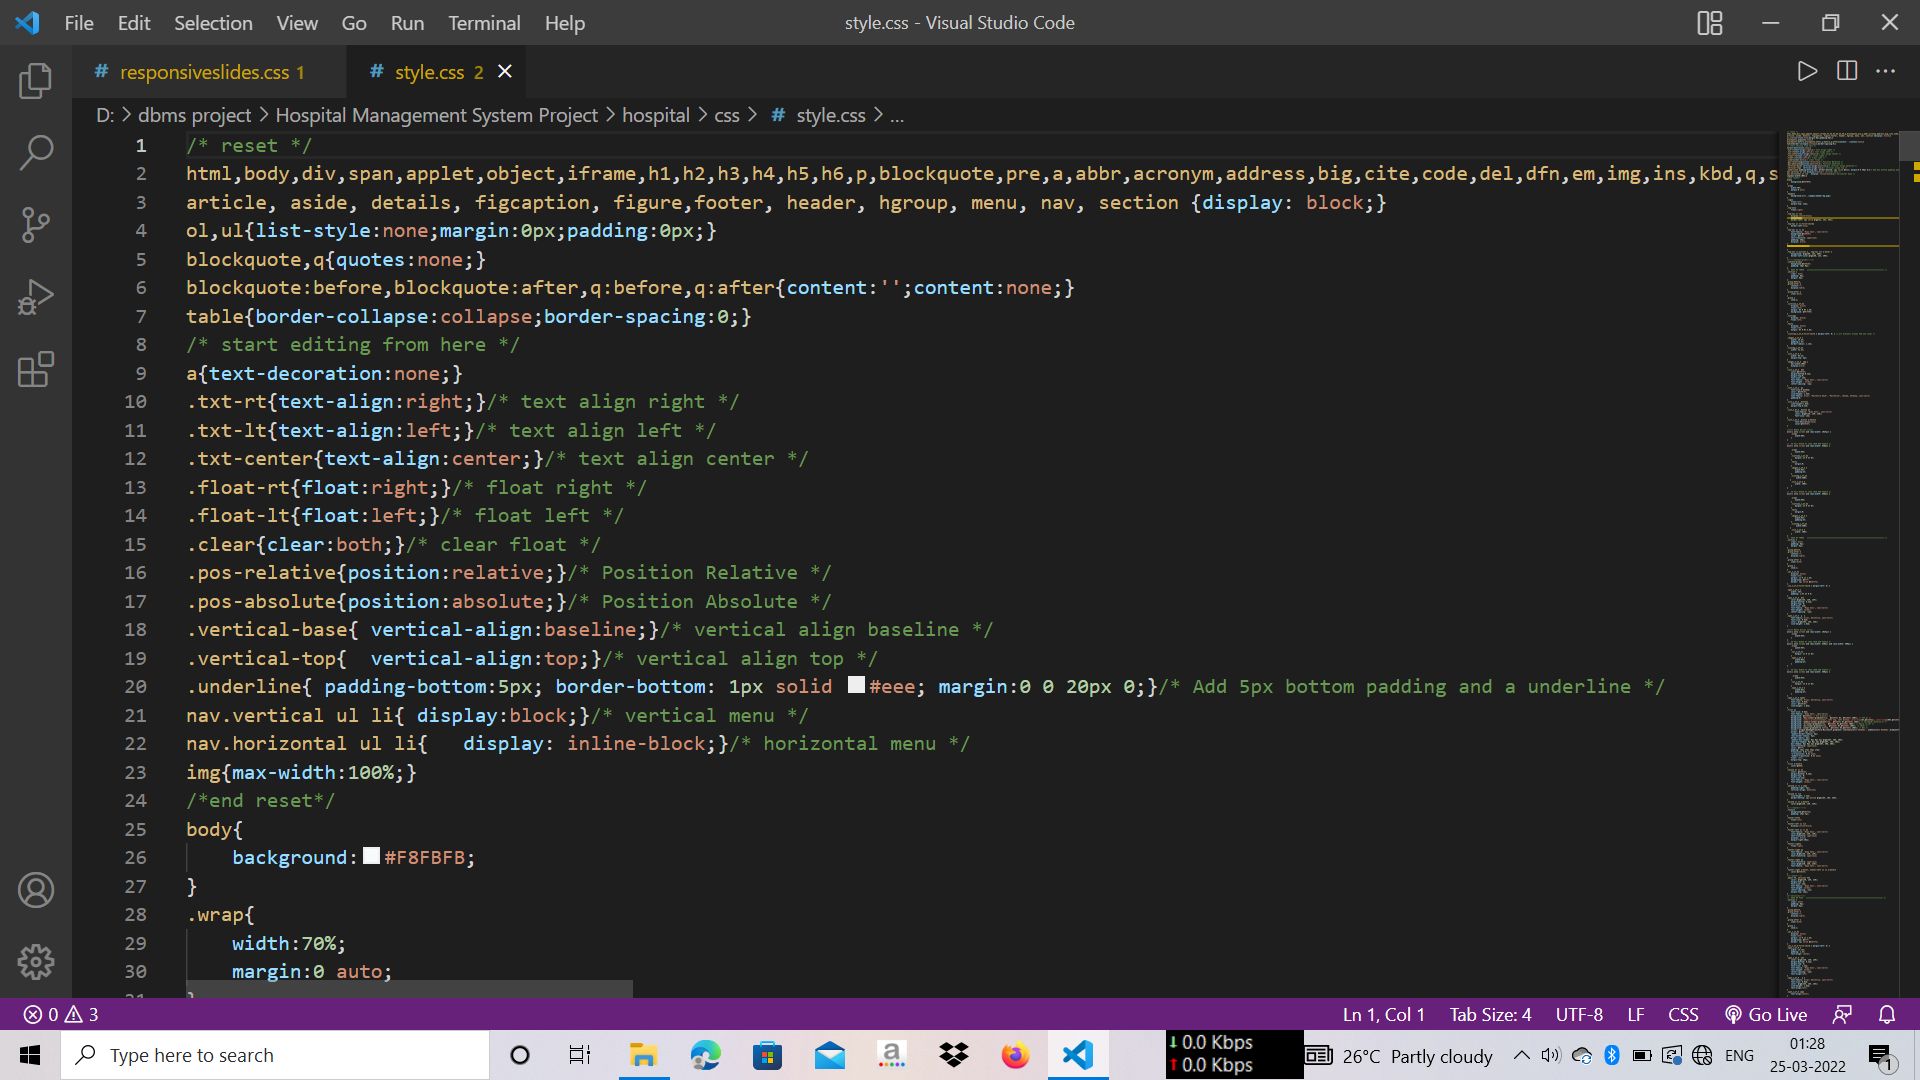 File Edit Selection View Go Run Terminal Help
style.css - Visual Studio Code
# responsiveslides.css 1
# style.css 2
D: > dbms project > Hospital Management System Project > hospital > css > # style.css > ...
1 /* reset */
2 html,body,div,span,applet,object,iframe,h1,h2,h3,h4,h5,h6,p,blockquote,pre,a,abbr,acronym,address,big,cite,code,del,dfn,em,img,ins,kbd,q,s
3 article, aside, details, figcaption, figure,footer, header, hgroup, menu, nav, section {display: block;}
4 ol,ul{list-style:none;margin:0px;padding:0px;}
5 blockquote,q{quotes:none;}
6 blockquote:before,blockquote:after,q:before,q:after{content:'';content:none;}
7 table{border-collapse:collapse;border-spacing:0;}
8 /* start editing from here */
9 a{text-decoration:none;}
10 .txt-rt{text-align:right;}/* text align right */
11 .txt-lt{text-align:left;}/* text align left */
12 .txt-center{text-align:center;}/* text align center */
13 .float-rt{float:right;}/* float right */
14 .float-lt{float:left;}/* float left */
15 .clear{clear:both;}/* clear float */
16 .pos-relative{position:relative;}/* Position Relative */
17 .pos-absolute{position:absolute;}/* Position Absolute */
18 .vertical-base{ vertical-align:baseline;}/* vertical align baseline */
19 .vertical-top{  vertical-align:top;}/* vertical align top */
20 .underline{ padding-bottom:5px; border-bottom: 1px solid #eee; margin:0 0 20px 0;}/* Add 5px bottom padding and a underline */
21 nav.vertical ul li{ display:block;}/* vertical menu */
22 nav.horizontal ul li{   display: inline-block;}/* horizontal menu */
23 img{max-width:100%;}
24 /*end reset*/
25 body{
26     background:#F8FBFB;
27 }
28 .wrap{
29     width:70%;
30     margin:0 auto;
31 }
0 3
Ln 1, Col 1 Tab Size: 4 UTF-8 LF CSS Go Live
Type here to search
0.0 Kbps
0.0 Kbps
26°C Partly cloudy
ENG
01:28
25-03-2022
1